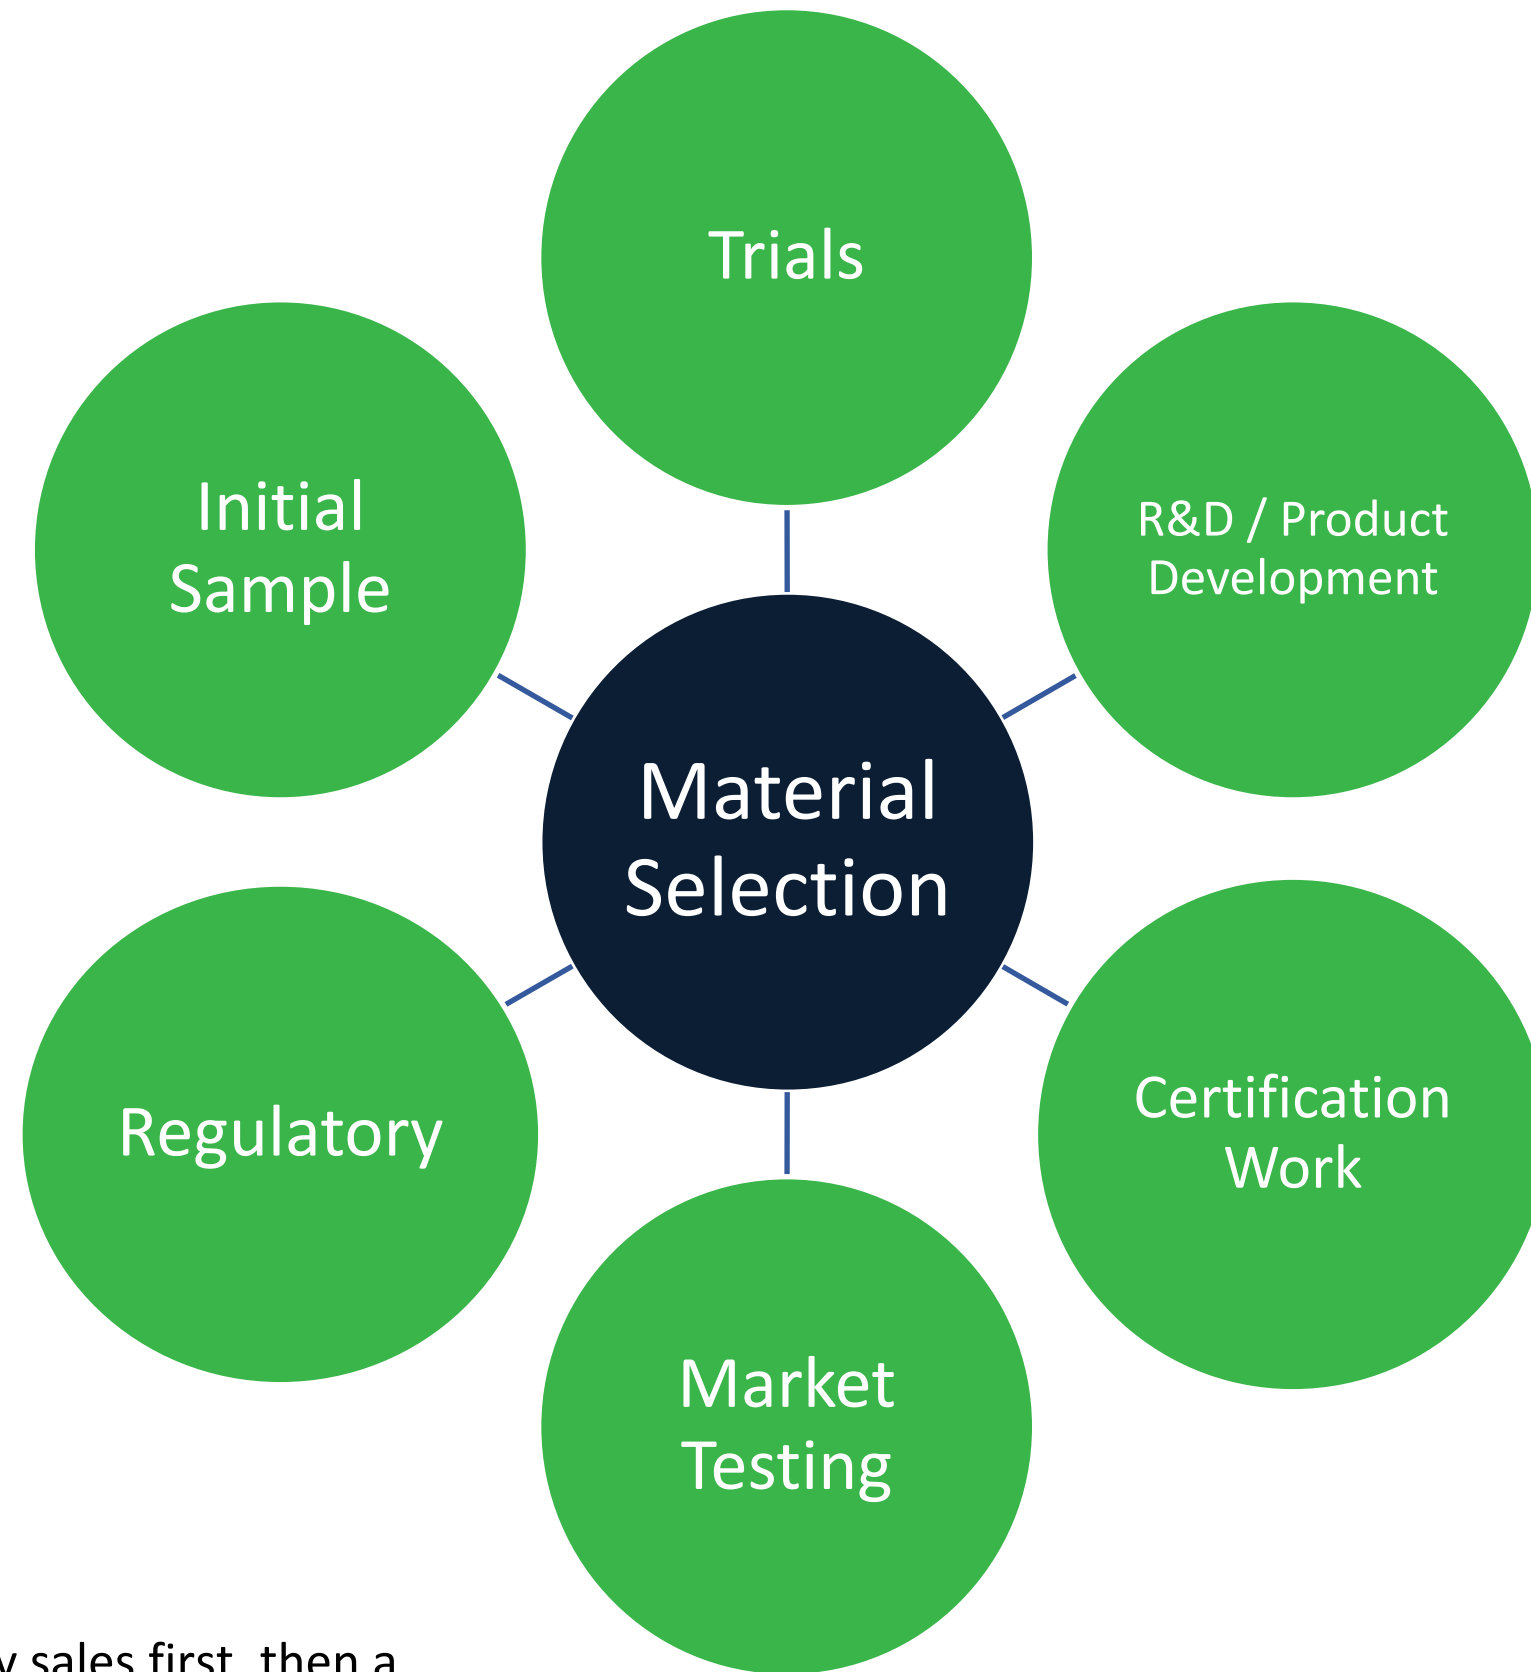 Trials
Initial
Sample
R&D / Product
Development
Material
Selection
Regulatory
Certification
Work
Market
Testing
sales first, then a